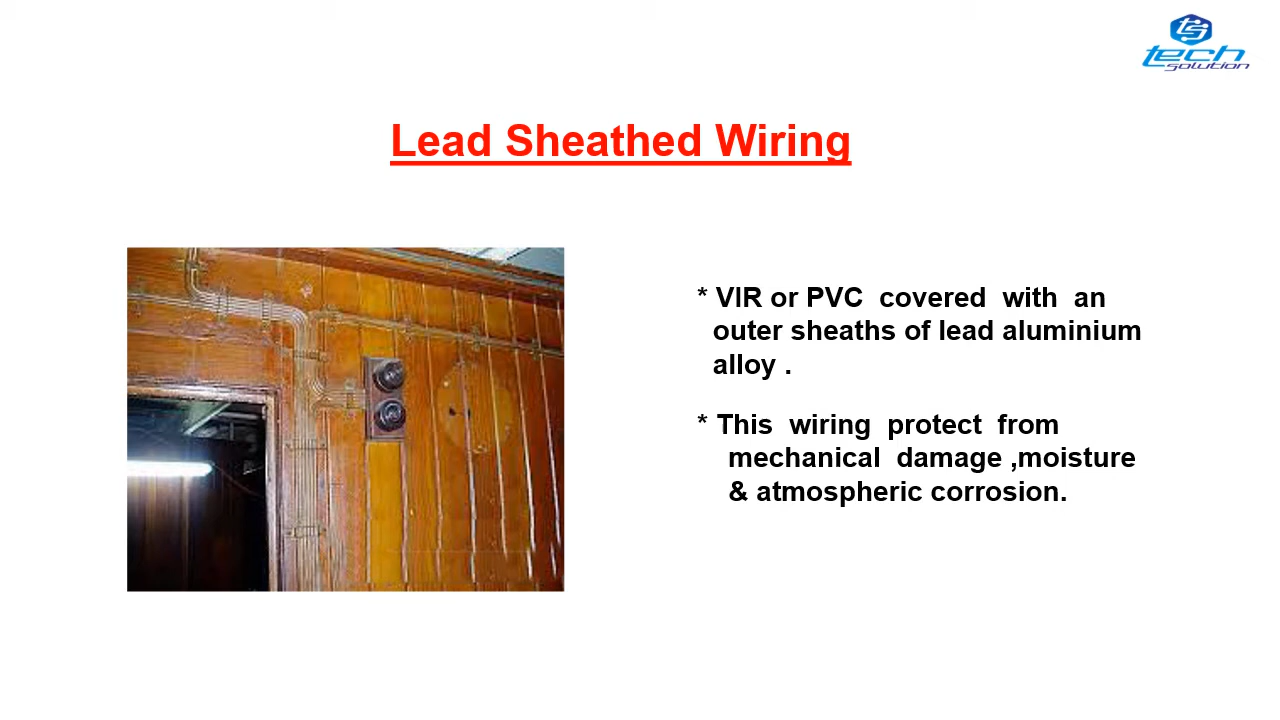 tech
solution
Lead Sheathed Wiring
* VIR or PVC covered with an
outer sheaths of lead aluminium
alloy .
* This wiring protect from
mechanical damage ,moisture
& atmospheric corrosion.